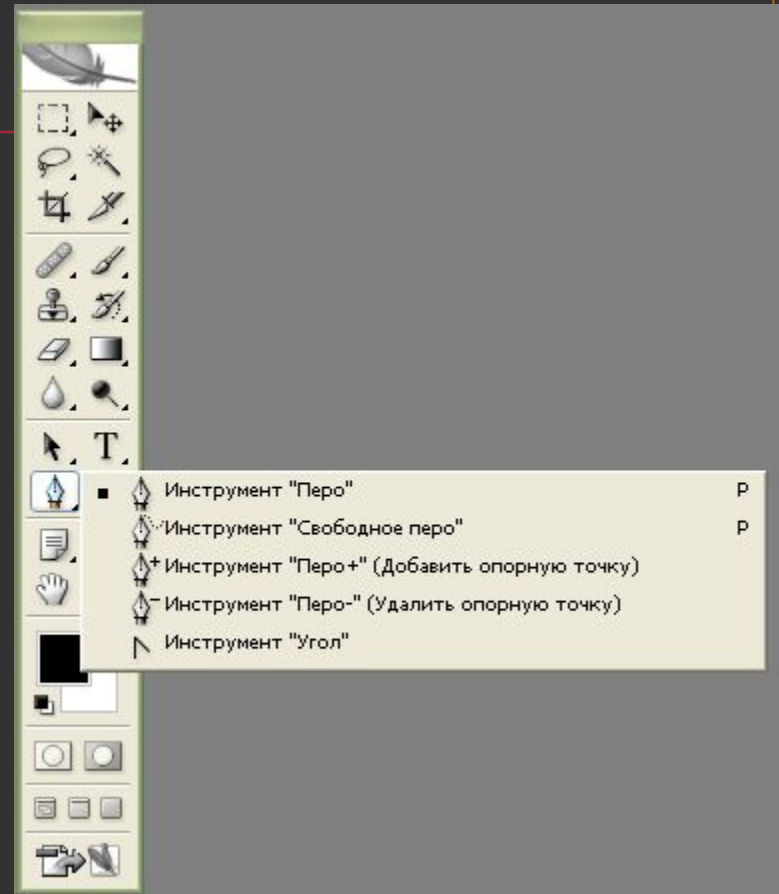 T
Инструмент "Перо" P
Инструмент "Свободное перо" P
Инструмент "Перо+" (Добавить опорную точку)
Инструмент "Перо-" (Удалить опорную точку)
Инструмент "Угол"